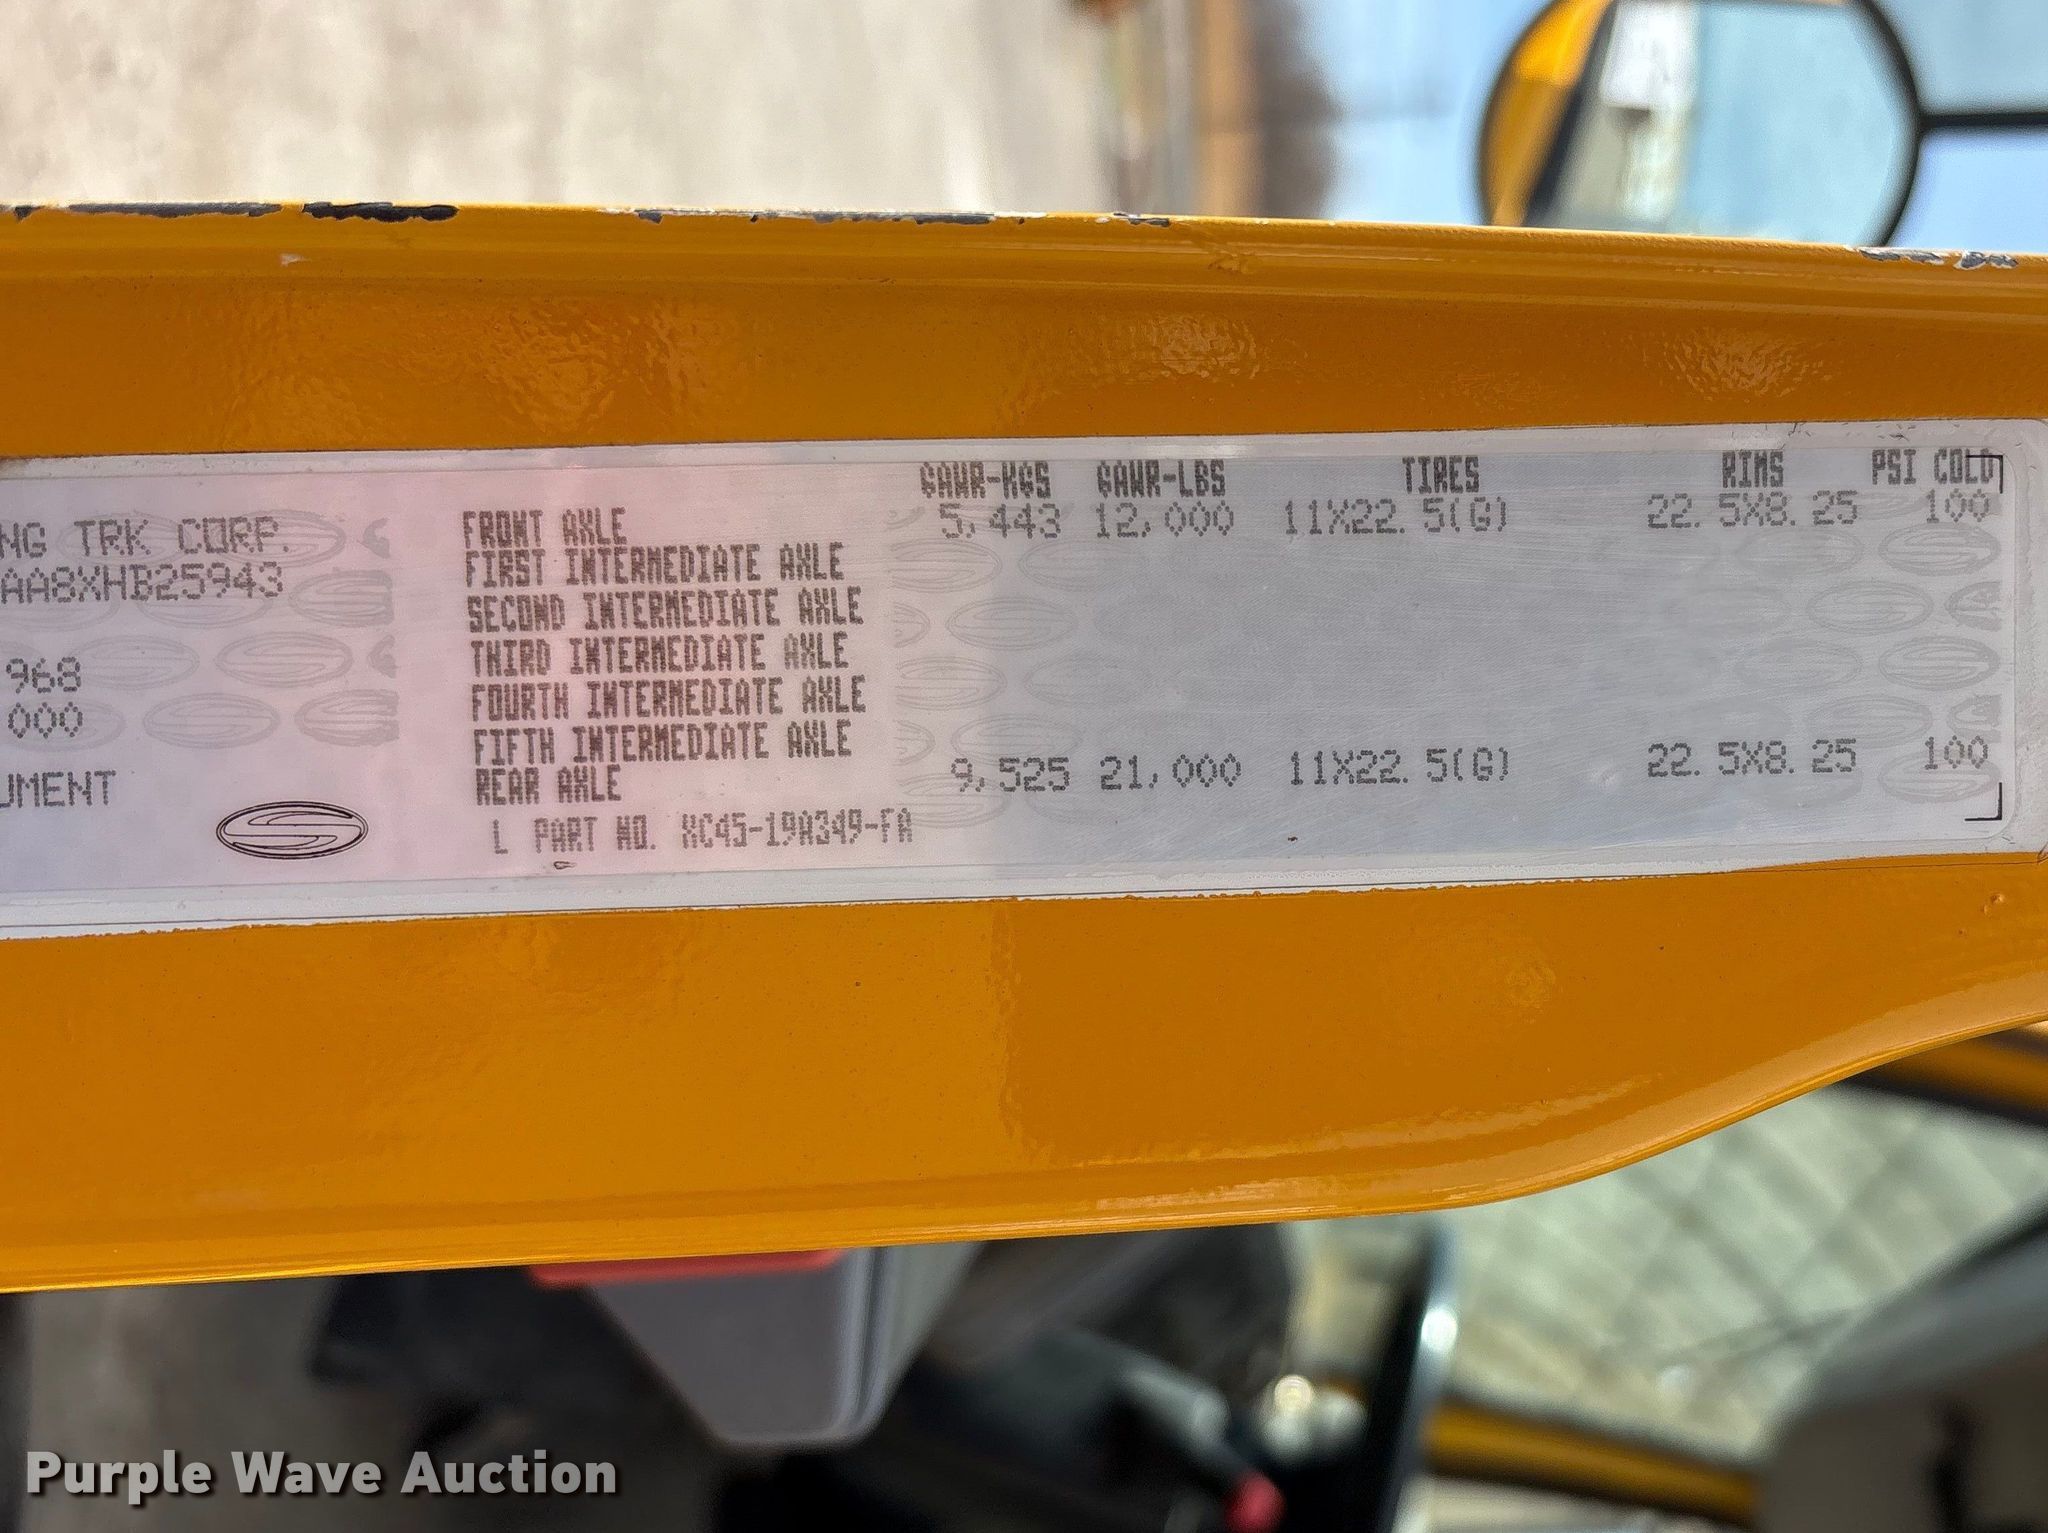 NG TRK CORP.
AA8XHB25943
968
000
UMENT
GAWR-KGS GAWR-LBS TIRES RIMS PSI COLD
FRONT AXLE 5,443 12,000 11X22.5(G) 22.5X8.25 100
FIRST INTERMEDIATE AXLE
SECOND INTERMEDIATE AXLE
THIRD INTERMEDIATE AXLE
FOURTH INTERMEDIATE AXLE
FIFTH INTERMEDIATE AXLE
REAR AXLE 9,525 21,000 11X22.5(G) 22.5X8.25 100
L PART NO. XC45-19A349-FA
Purple Wave Auction